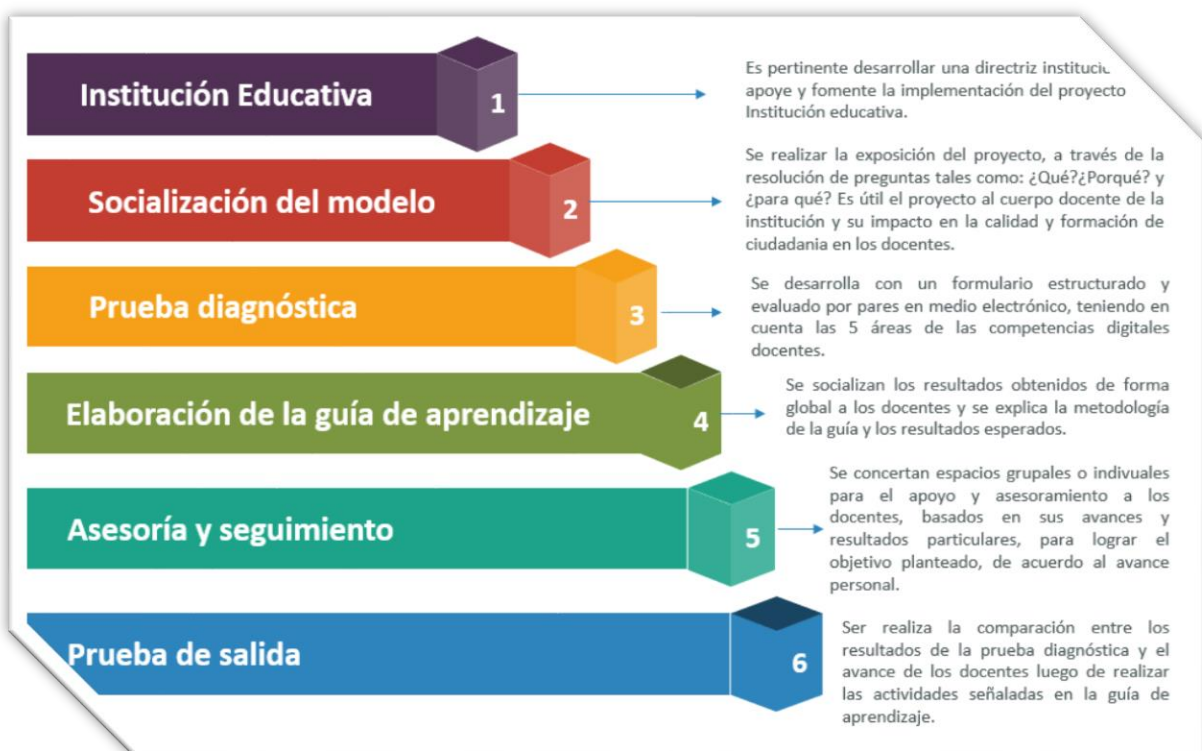 Institución Educativa
1
Es pertinente desarrollar una directriz
apoye y fomente la implementación del proyecto
Institución educativa.
Socialización del modelo
2
Se realizar la exposición del proyecto, a través de la
resolución de preguntas tales como: ¿Qué?¿Porqué? y
¿para qué? Es útil el proyecto al cuerpo docente de la
institución y su impacto en la calidad y formación de
ciudadania en los docentes.
Prueba diagnóstica
3
Se desarrolla con un formulario estructurado y
evaluado por pares en medio electrónico, teniendo en
cuenta las 5 áreas de las competencias digitales
docentes.
Elaboración de la guía de aprendizaje
4
Se socializan los resultados obtenidos de forma
global a los docentes y se explica la metodología
de la guía y los resultados esperados.
Asesoría y seguimiento
5
Se concertan espacios grupales o indivuales
para el apoyo y asesoramiento a los
docentes, basados en sus avances y
resultados particulares, para lograr el
objetivo planteado, de acuerdo al avance
personal.
Prueba de salida
6
Ser realiza la comparación entre los
resultados de la prueba diagnóstica y el
avance de los docentes luego de realizar
las actividades señaladas en la guía de
aprendizaje.